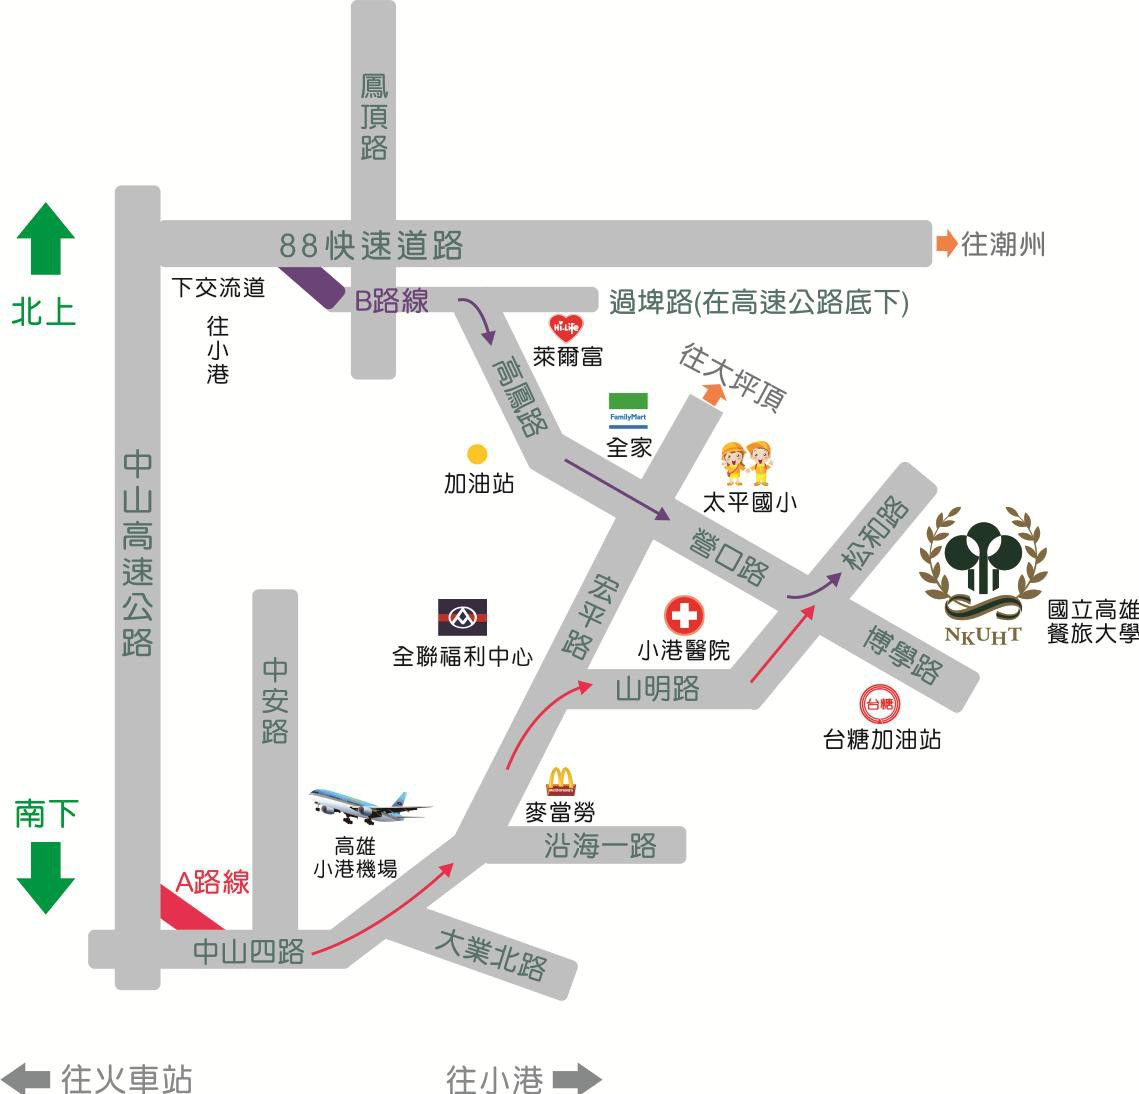 鳳頂路
88快速道路
往潮州
北上
下交流道
往小港
B路線
過埤路(在高速公路底下)
Hi-Life
萊爾富
高鳳路
往大坪頂
FamilyMart
全家
加油站
太平國小
中山高速公路
營口路
松和路
宏平路
NKUHT
國立高雄
餐旅大學
全聯福利中心
小港醫院
博學路
中安路
山明路
台糖
台糖加油站
南下
麥當勞
高雄
小港機場
沿海一路
A路線
中山四路
大業北路
往火車站
往小港